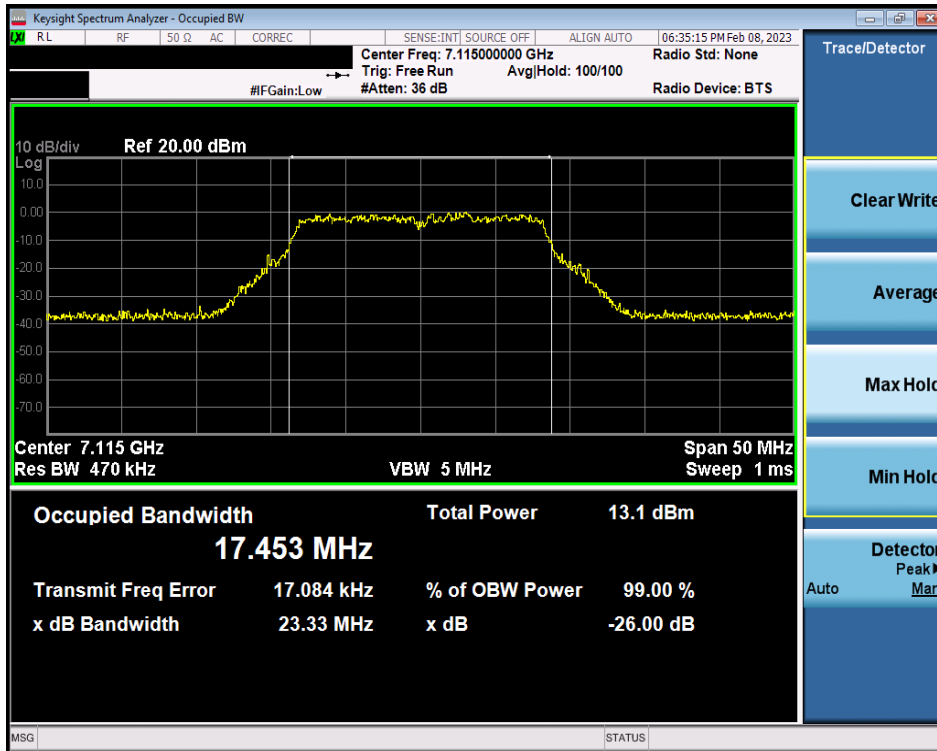 Keysight Spectrum Analyzer - Occupied BW
LXI RL RF 50 Ω AC CORREC SENSE:INT SOURCE OFF ALIGN AUTO 06:35:15 PM Feb 08, 2023
Center Freq: 7.115000000 GHz Radio Std: None
Trig: Free Run Avg|Hold: 100/100
#IFGain:Low #Atten: 36 dB Radio Device: BTS
Trace/Detector
10 dB/div Ref 20.00 dBm
Log
10.0
0.00
-10.0
-20.0
-30.0
-40.0
-50.0
-60.0
-70.0
Center 7.115 GHz Span 50 MHz
Res BW 470 kHz VBW 5 MHz Sweep 1 ms
Occupied Bandwidth Total Power 13.1 dBm
17.453 MHz
Transmit Freq Error 17.084 kHz % of OBW Power 99.00 %
x dB Bandwidth 23.33 MHz x dB -26.00 dB
Clear Write
Average
Max Hold
Min Hold
Detector
Peak
Auto Man
MSG STATUS